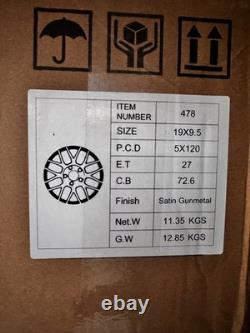 ITEM NUMBER 478
SIZE 19X9.5
P.C.D 5X120
E.T 27
C.B 72.6
Finish Satin Gunmetal
Net.W 11.35 KGS
G.W 12.85 KGS
ebay